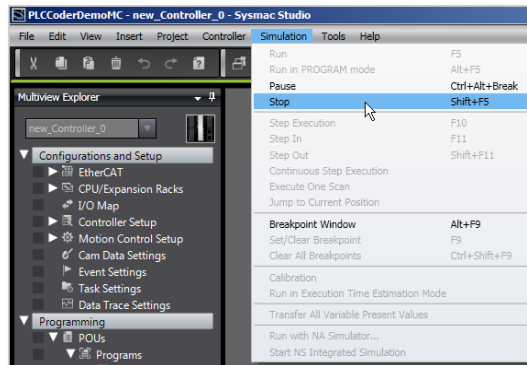 PLCCoderDemoMC - new_Controller_0 - Sysmac Studio
File Edit View Insert Project Controller Simulation Tools Help
Multiview Explorer
new_Controller_0
Configurations and Setup
EtherCAT
CPU/Expansion Racks
I/O Map
Controller Setup
Motion Control Setup
Cam Data Settings
Event Settings
Task Settings
Data Trace Settings
Programming
POUs
Programs
Run F5
Run in PROGRAM mode Alt+F5
Pause Ctrl+Alt+Break
Stop Shift+F5
Step Execution F10
Step In F11
Step Out Shift+F11
Continuous Step Execution
Execute One Scan
Jump to Current Position
Breakpoint Window Alt+F9
Set/Clear Breakpoint F9
Clear All Breakpoints Ctrl+Shift+F9
Calibration
Run in Execution Time Estimation Mode
Transfer All Variable Present Values
Run with NA Simulator...
Start NS Integrated Simulation